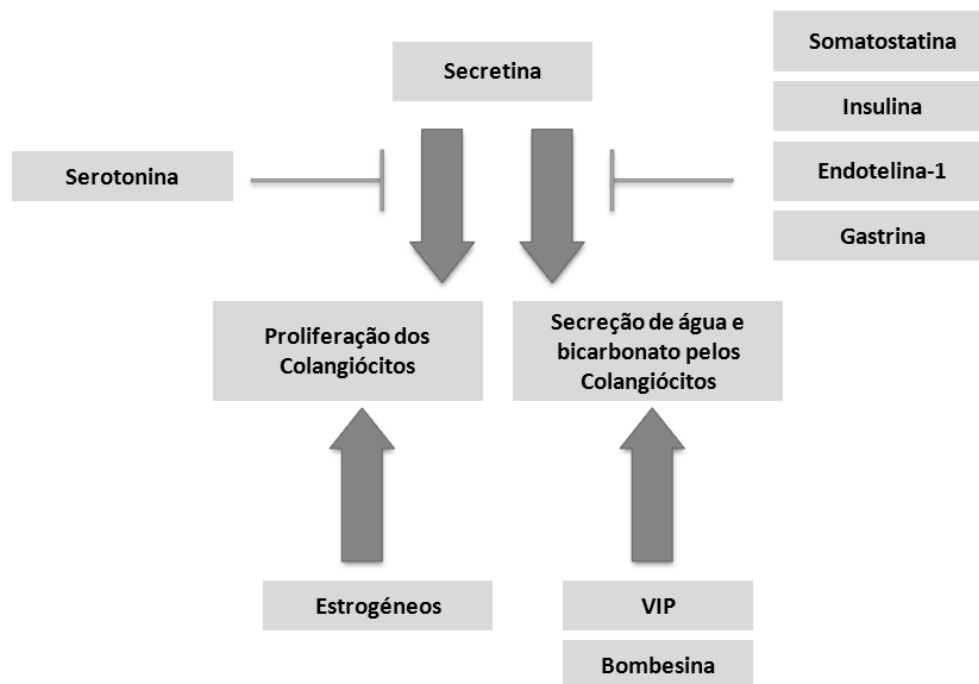 Somatostatina
Secretina
Insulina
Serotonina
Endotelina-1
Gastrina
Proliferação dos
Colangiócitos
Secreção de água e
bicarbonato pelos
Colangiócitos
Estrogéneos
VIP
Bombesina